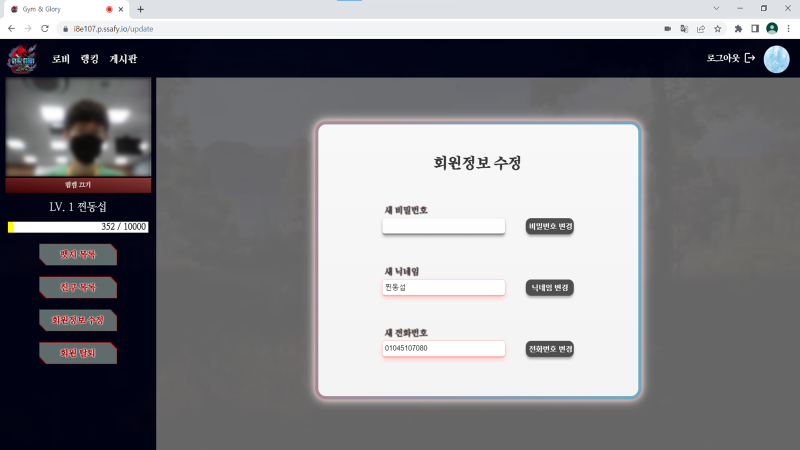 Gym & Glory
i8e107.p.ssafy.io/update
로비 랭킹 게시판
로그아웃
웹캠 끄기
LV. 1 찐동섭
352 / 10000
매치 목록
친구 목록
회원정보 수정
회원 탈퇴
회원정보 수정
새 비밀번호
비밀번호 변경
새 닉네임
찐동섭
닉네임 변경
새 전화번호
01045107080
전화번호 변경